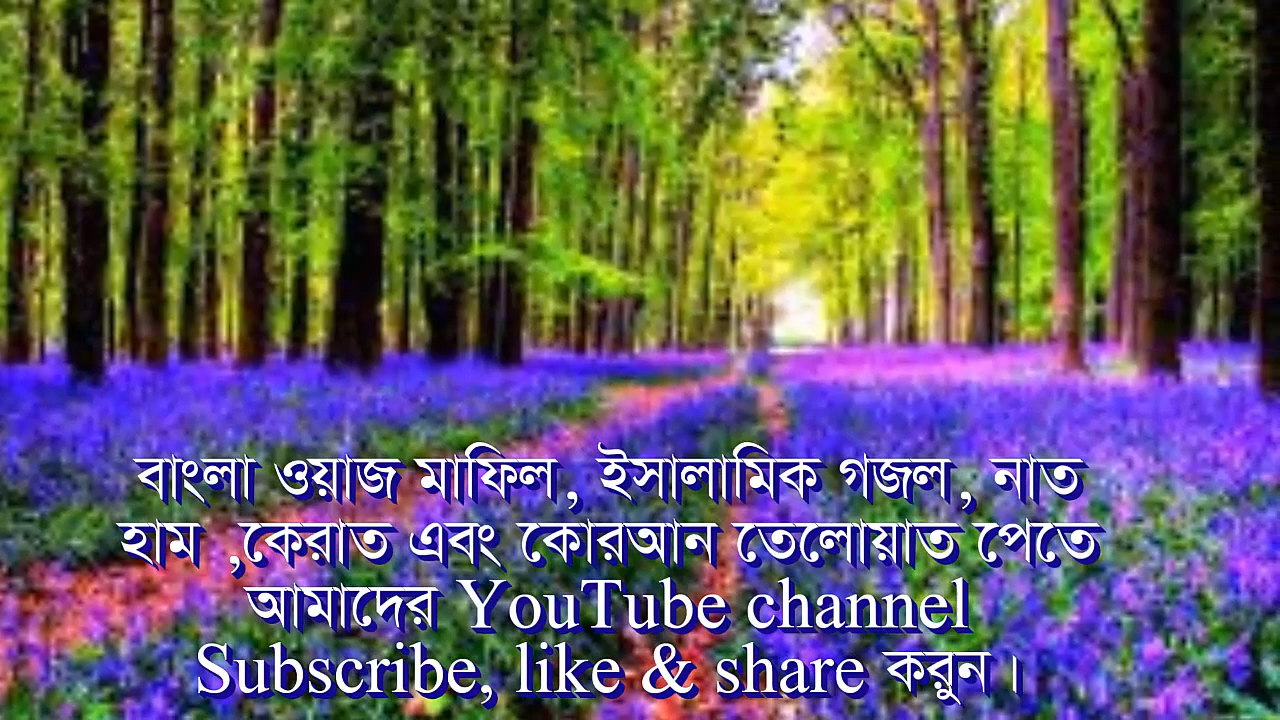 বাংলা ওয়াজ মাফিল, ইসালামিক গজল, নাত
হাম ,কেরাত এবং কোরআন তেলোয়াত পেতে
আমাদের YouTube channel
Subscribe, like & share করুন।